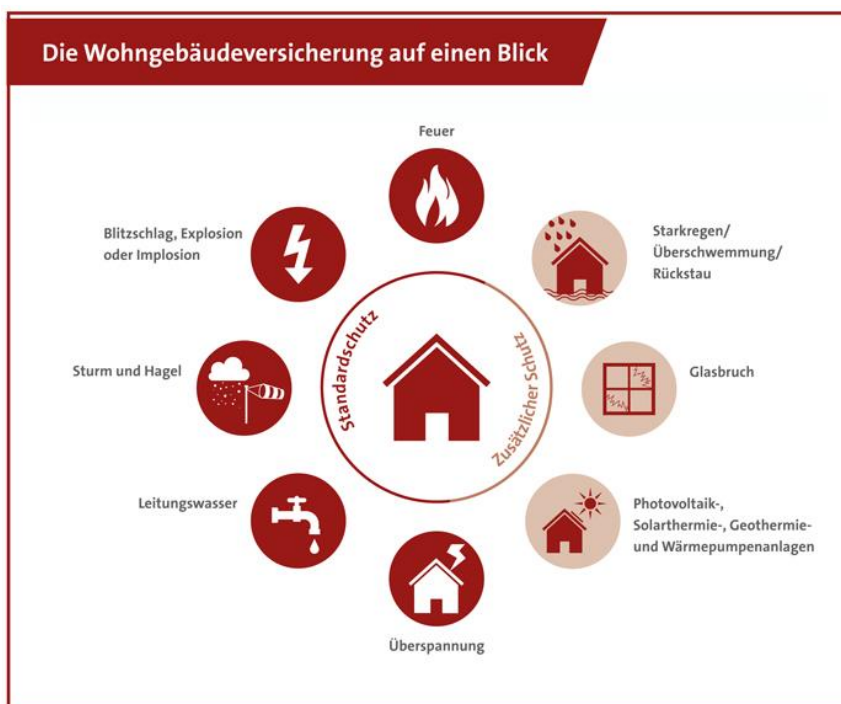 Die Wohngebäudeversicherung auf einen Blick
Feuer
Blitzschlag, Explosion
oder Implosion
Starkregen/
Überschwemmung/
Rückstau
Standardschutz
Zusätzlicher Schutz
Sturm und Hagel
Glasbruch
Leitungswasser
Photovoltaik-,
Solarthermie-, Geothermie-
und Wärmepumpenanlagen
Überspannung